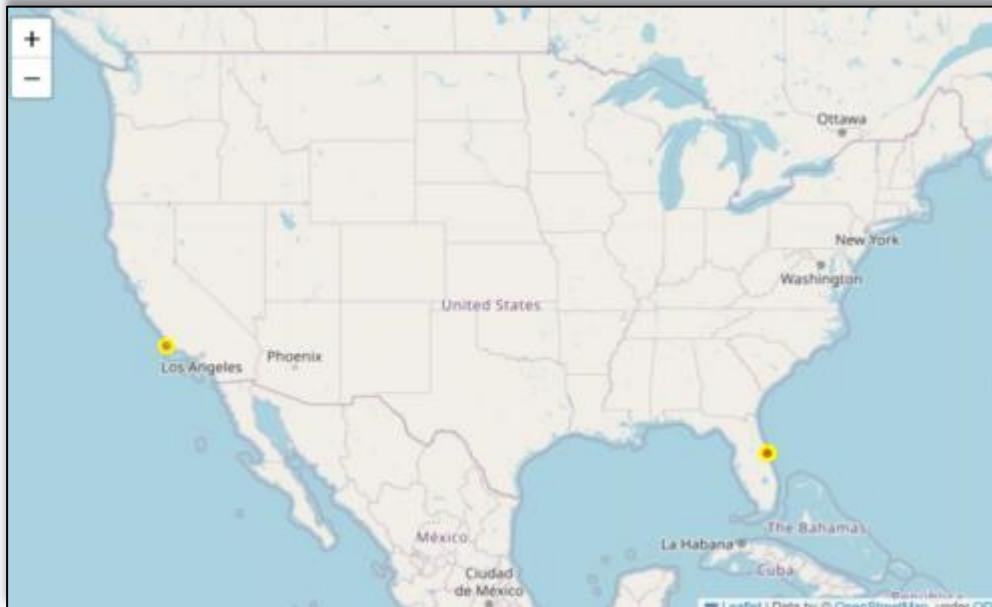 +
−
Ottawa
New York
Washington
United States
Phoenix
Los Angeles
México
La Habana
The Bahamas
Cuba
Ciudad
de México
Leaflet | Data by © OpenStreetMap, under